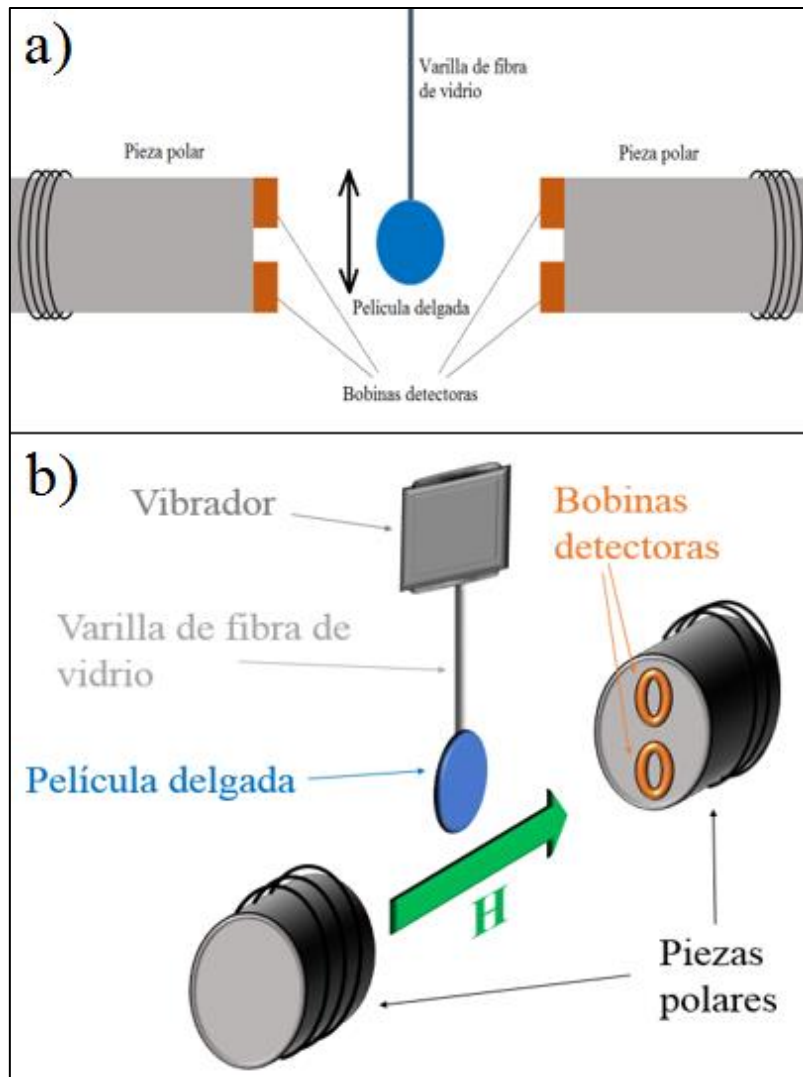 a)
Varilla de fibra
de vidrio
Pieza polar
Pieza polar
Película delgada
Bobinas detectoras
b)
Vibrador
Bobinas
detectoras
Varilla de fibra de
vidrio
Película delgada
H
Piezas
polares